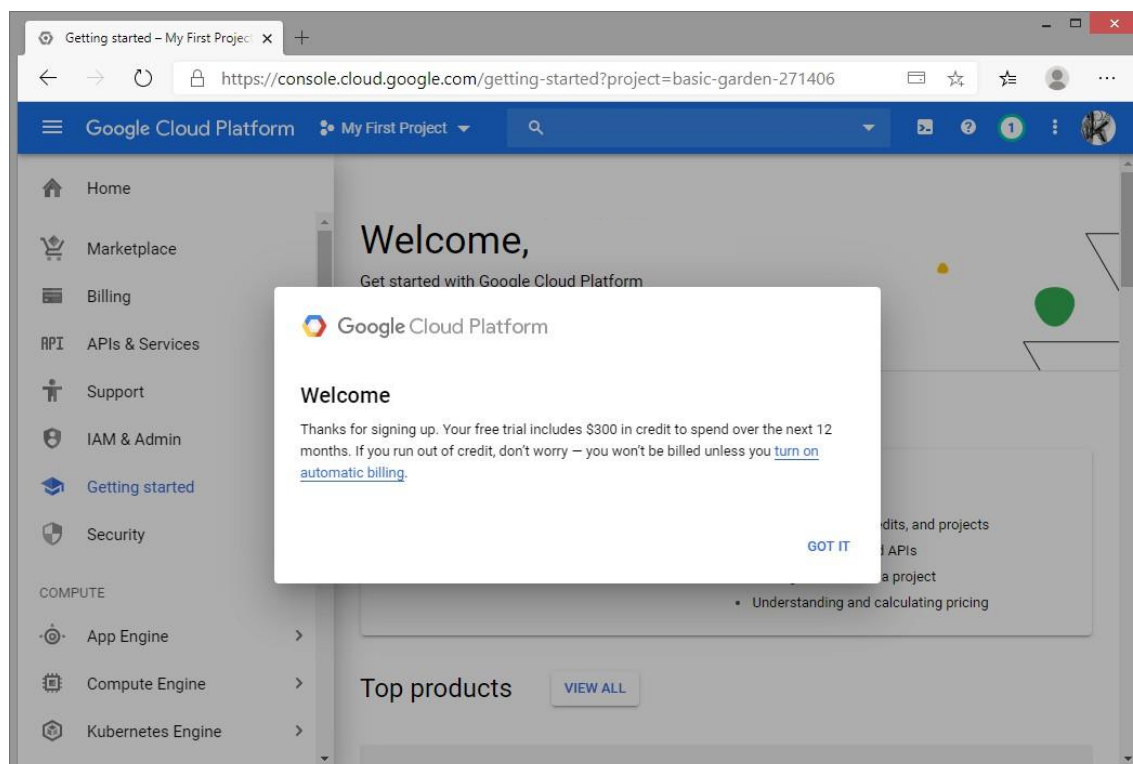 Getting started – My First Projec
https://console.cloud.google.com/getting-started?project=basic-garden-271406
Google Cloud Platform
My First Project
1
Home
Marketplace
Billing
API
APIs & Services
Support
IAM & Admin
Getting started
Security
COMPUTE
App Engine
Compute Engine
Kubernetes Engine
Welcome,
Get started with Google Cloud Platform
Google Cloud Platform
Welcome
Thanks for signing up. Your free trial includes $300 in credit to spend over the next 12
months. If you run out of credit, don't worry — you won't be billed unless you turn on
automatic billing.
GOT IT
and projects
APIs
a project
• Understanding and calculating pricing
Top products
VIEW ALL